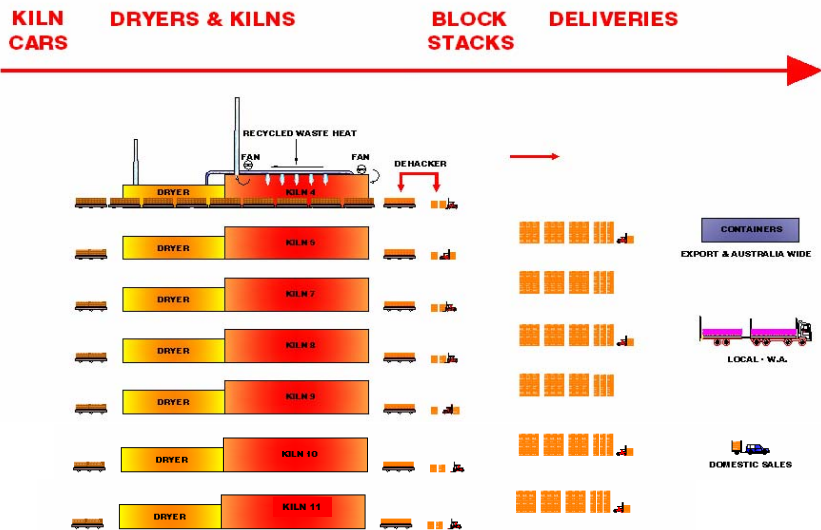 KILN CARS
DRYERS & KILNS
BLOCK STACKS
DELIVERIES
RECYCLED WASTE HEAT
FAN
FAN
DEHACKER
DRYER
KILN 4
DRYER
DRYER
KILN 7
DRYER
KILN 8
DRYER
KILN 9
DRYER
KILN 10
DRYER
KILN 11
CONTAINERS
EXPORT & AUSTRALIA WIDE
LOCAL - W.A.
DOMESTIC SALES